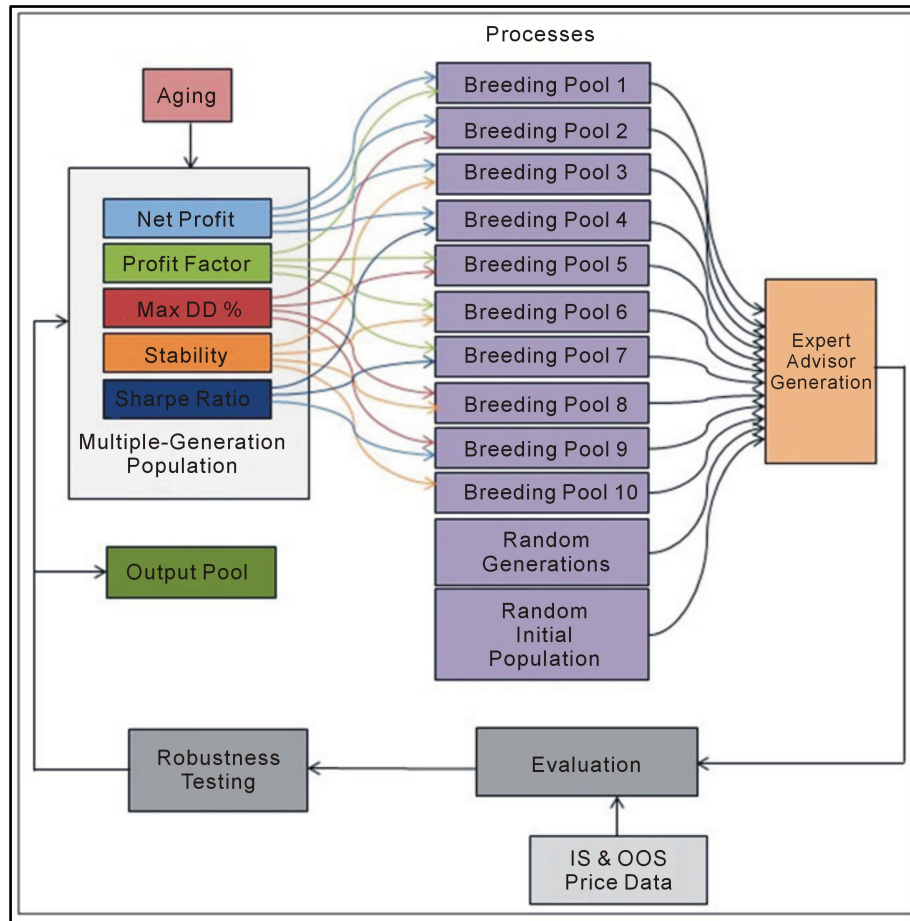 Processes
Aging
Net Profit
Profit Factor
Max DD %
Stability
Sharpe Ratio
Multiple-Generation
Population
Breeding Pool 1
Breeding Pool 2
Breeding Pool 3
Breeding Pool 4
Breeding Pool 5
Breeding Pool 6
Breeding Pool 7
Breeding Pool 8
Breeding Pool 9
Breeding Pool 10
Random
Generations
Random
Initial
Population
Expert
Advisor
Generation
Output Pool
Robustness
Testing
Evaluation
IS & OOS
Price Data